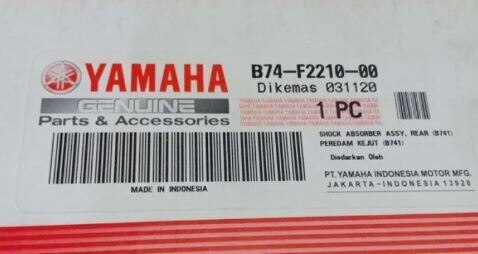 YAMAHA
GENUINE
Parts & Accessories
MADE IN INDONESIA
B74-F2210-00
Dikemas 031120
1 PC
SHOCK ABSORBER ASSY, REAR (B741)
PEREDAM KEJUT (B741)
Diedarkan Oleh
PT. YAMAHA INDONESIA MOTOR MFG.
JAKARTA-INDONESIA 13920